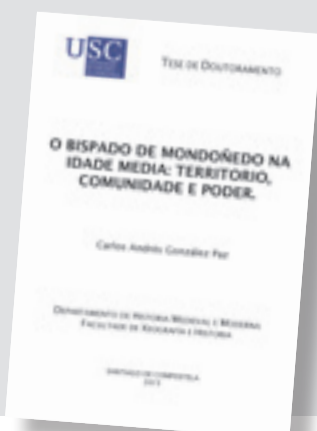 USC
TESE DE DOUTORAMENTO
O BISPADO DE MONDOÑEDO NA
IDADE MEDIA: TERRITORIO,
COMUNIDADE E PODER.
Carlos Andrés González Paz
DEPARTAMENTO DE HISTORIA MEDIEVAL E MODERNA
FACULTADE DE XEOGRAFÍA E HISTORIA
SANTIAGO DE COMPOSTELA